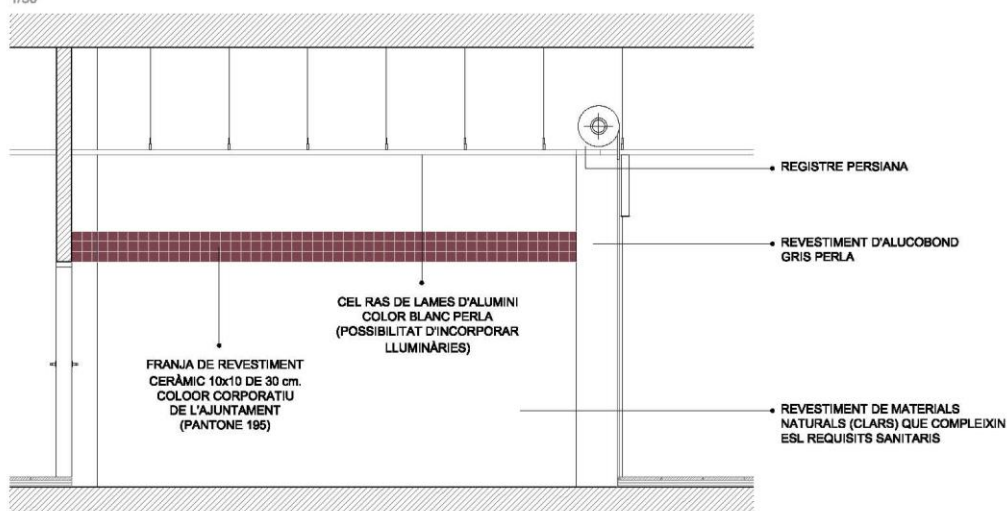 REGISTRE PERSIANA
REVESTIMENT D'ALUCOBOND
GRIS PERLA
CEL RAS DE LAMES D'ALUMINI
COLOR BLANC PERLA
(POSSIBILITAT D'INCORPORAR
LLUMINÀRIES)
FRANJA DE REVESTIMENT
CERÀMIC 10x10 DE 30 cm.
COLOOR CORPORATIU
DE L'AJUNTAMENT
(PANTONE 195)
REVESTIMENT DE MATERIALS
NATURALS (CLARS) QUE COMPLEIXIN
ESL REQUISITS SANITARIS